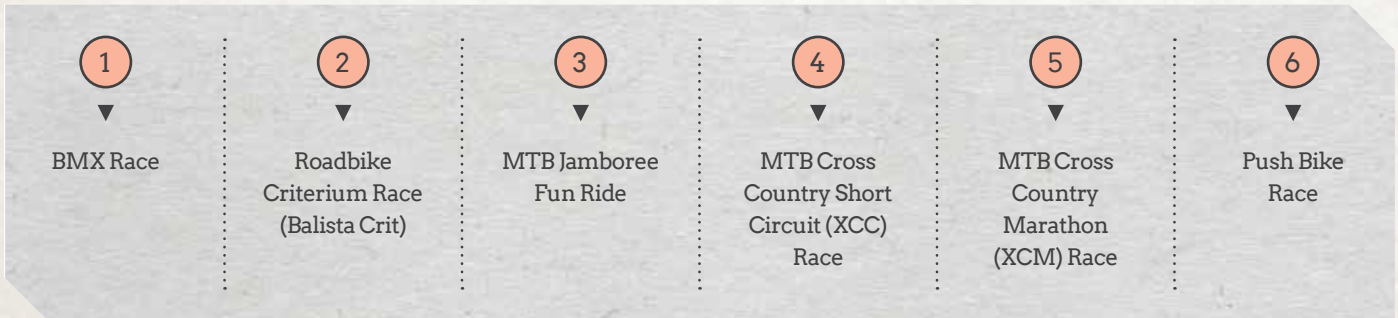 1
BMX Race
2
Roadbike
Criterium Race
(Balista Crit)
3
MTB Jamboree
Fun Ride
4
MTB Cross
Country Short
Circuit (XCC)
Race
5
MTB Cross
Country
Marathon
(XCM) Race
6
Push Bike
Race